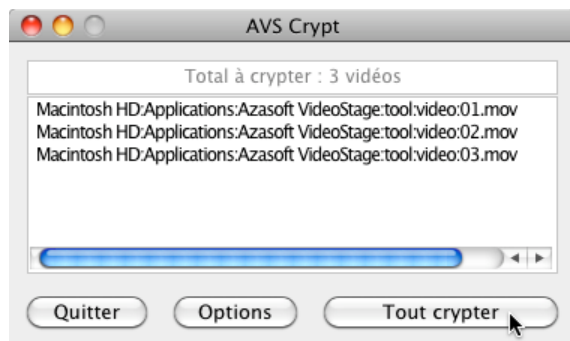 AVS Crypt
Total à crypter : 3 vidéos
Macintosh HD:Applications:Azasoft VideoStage:tool:video:01.mov
Macintosh HD:Applications:Azasoft VideoStage:tool:video:02.mov
Macintosh HD:Applications:Azasoft VideoStage:tool:video:03.mov
Quitter Options Tout crypter